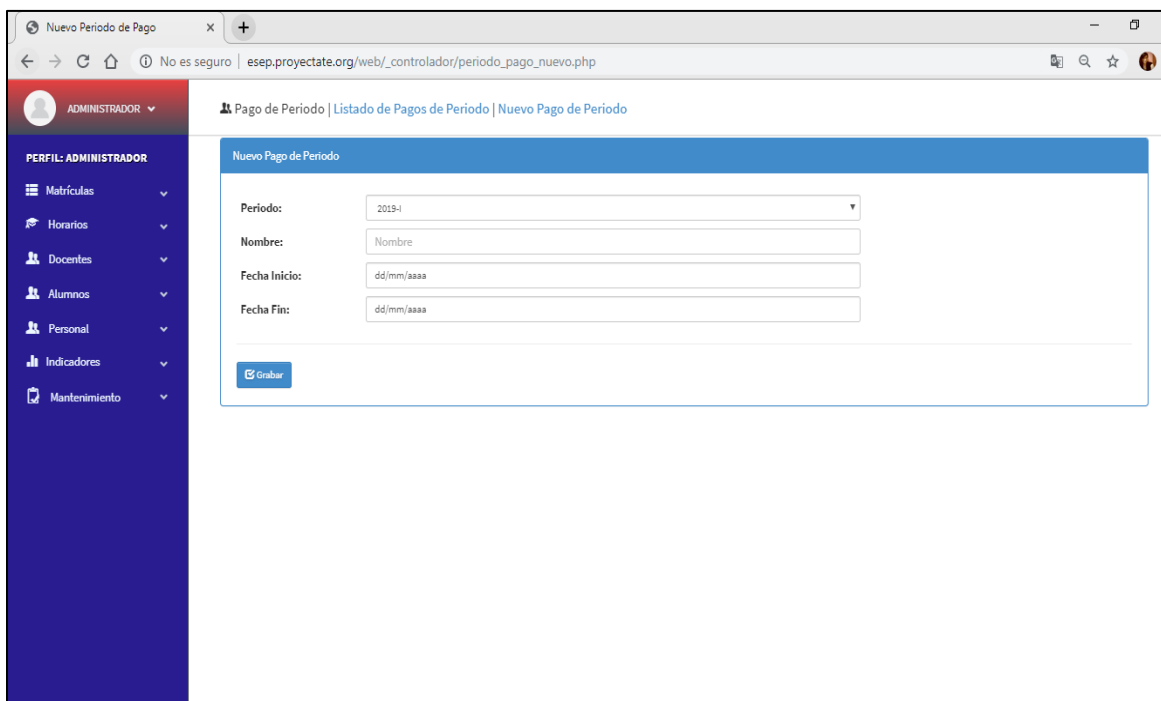 Nuevo Periodo de Pago
No es seguro | esep.proyectate.org/web/_controlador/periodo_pago_nuevo.php
ADMINISTRADOR
Pago de Periodo | Listado de Pagos de Periodo | Nuevo Pago de Periodo
PERFIL: ADMINISTRADOR
Matrículas
Horarios
Docentes
Alumnos
Personal
Indicadores
Mantenimiento
Nuevo Pago de Periodo
Periodo: 2019-I
Nombre: Nombre
Fecha Inicio: dd/mm/aaaa
Fecha Fin: dd/mm/aaaa
Grabar